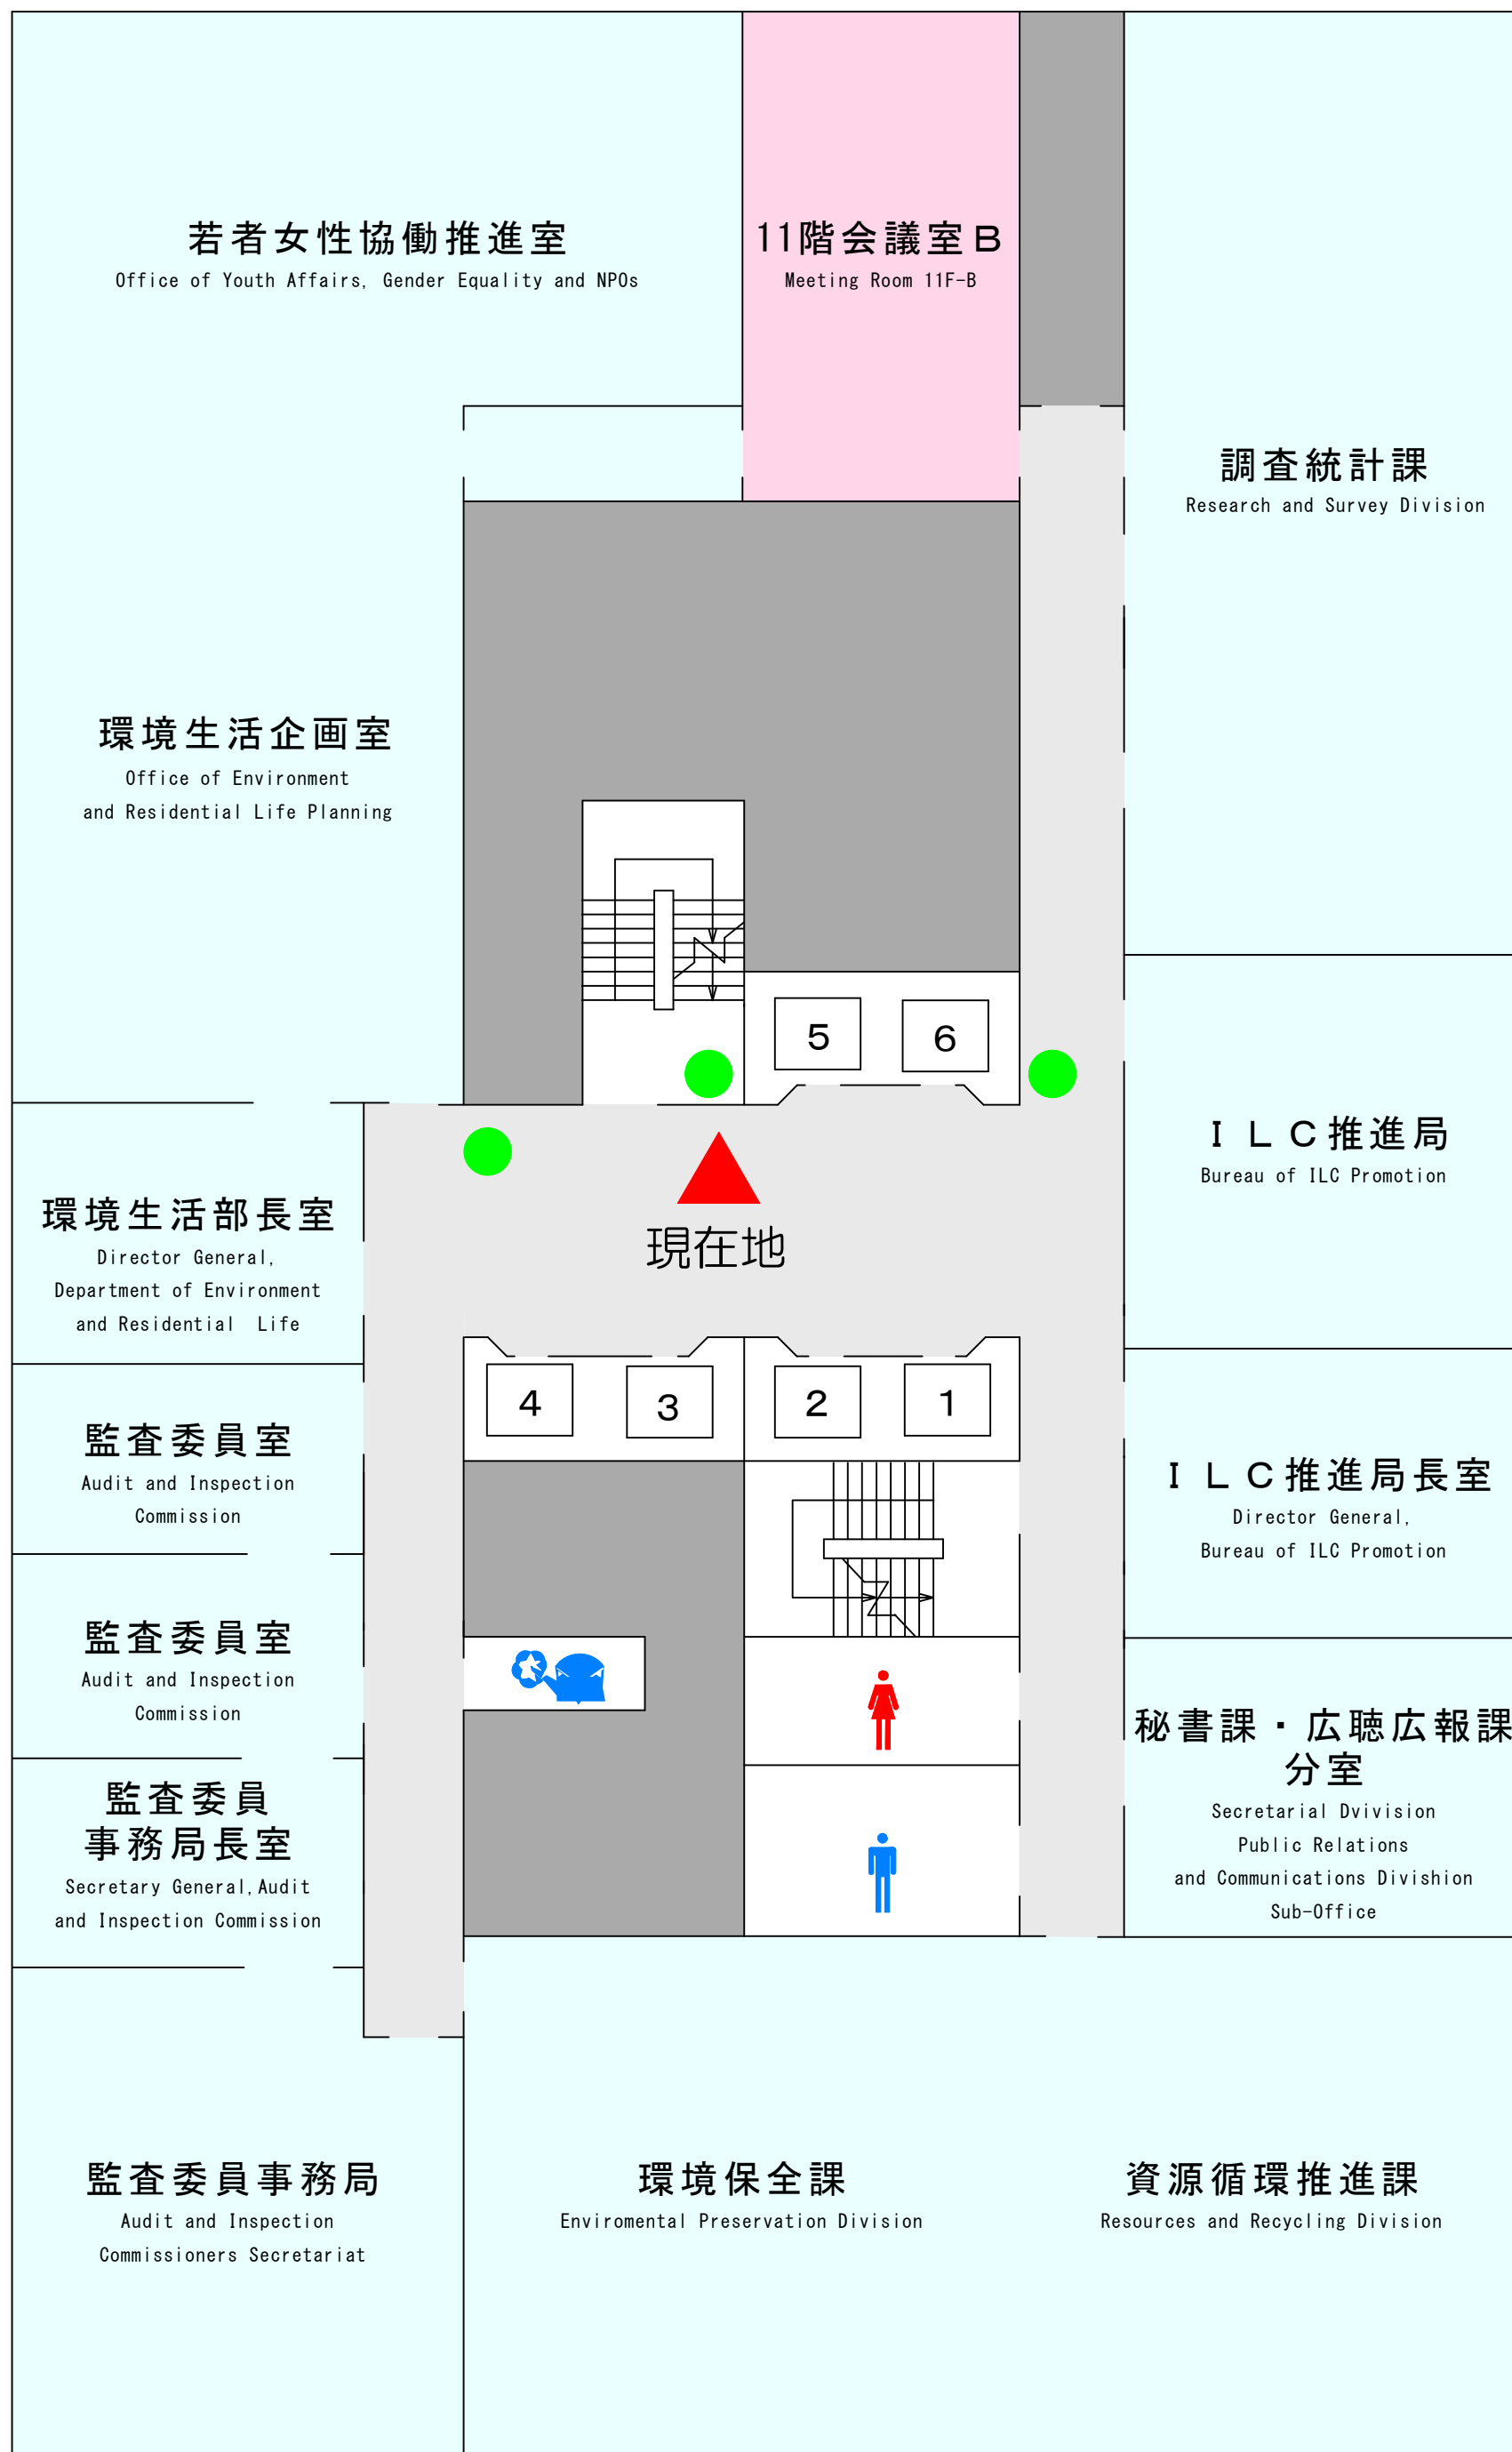 若者女性協働推進室
Office of Youth Affairs, Gender Equality and NPOs
11階会議室Ｂ
Meeting Room 11F-B
調査統計課
Research and Survey Division
環境生活企画室
Office of Environment
and Residential Life Planning
5
6
ＩＬＣ推進局
Bureau of ILC Promotion
環境生活部長室
Director General,
Department of Environment
and Residential Life
現在地
4
3
2
1
監査委員室
Audit and Inspection
Commission
ＩＬＣ推進局長室
Director General,
Bureau of ILC Promotion
監査委員室
Audit and Inspection
Commission
秘書課・広聴広報課
分室
Secretarial Dvivision
Public Relations
and Communications Divishion
Sub-Office
監査委員
事務局長室
Secretary General,Audit
and Inspection Commission
監査委員事務局
Audit and Inspection
Commissioners Secretariat
環境保全課
Enviromental Preservation Division
資源循環推進課
Resources and Recycling Division